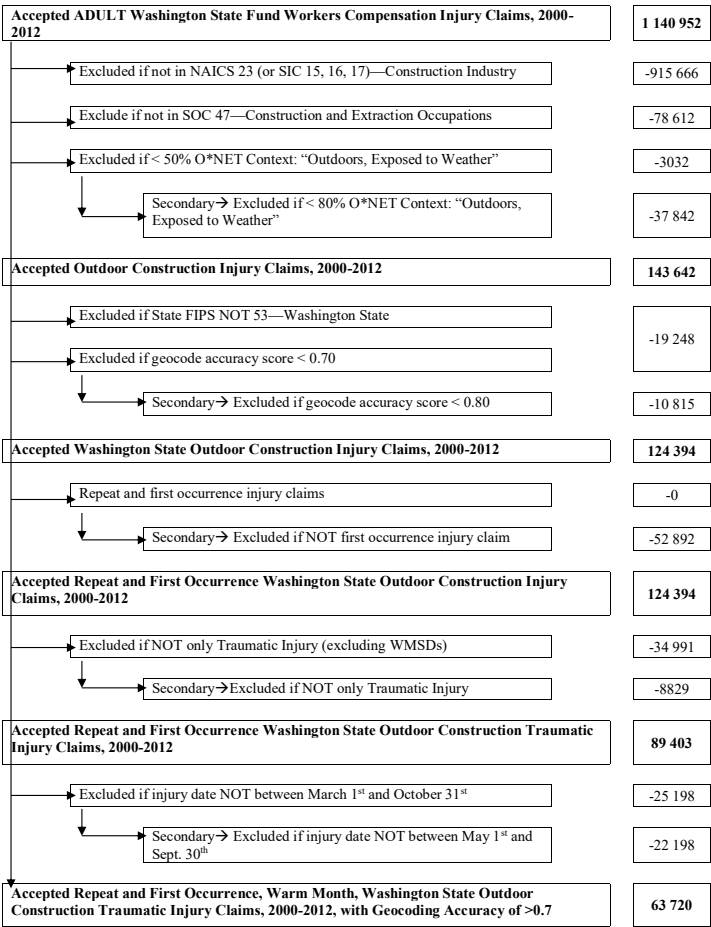 Accepted ADULT Washington State Fund Workers Compensation Injury Claims, 2000-
2012
1 140 952
Excluded if not in NAICS 23 (or SIC 15, 16, 17)—Construction Industry
-915 666
Exclude if not in SOC 47—Construction and Extraction Occupations
-78 612
Excluded if < 50% O*NET Context: “Outdoors, Exposed to Weather”
-3032
Secondary→ Excluded if < 80% O*NET Context: “Outdoors,
Exposed to Weather”
-37 842
Accepted Outdoor Construction Injury Claims, 2000-2012
143 642
Excluded if State FIPS NOT 53—Washington State
-19 248
Excluded if geocode accuracy score < 0.70
Secondary→ Excluded if geocode accuracy score < 0.80
-10 815
Accepted Washington State Outdoor Construction Injury Claims, 2000-2012
124 394
Repeat and first occurrence injury claims
-0
Secondary→ Excluded if NOT first occurrence injury claim
-52 892
Accepted Repeat and First Occurrence Washington State Outdoor Construction Injury
Claims, 2000-2012
124 394
Excluded if NOT only Traumatic Injury (excluding WMSDs)
-34 991
Secondary→Excluded if NOT only Traumatic Injury
-8829
Accepted Repeat and First Occurrence Washington State Outdoor Construction Traumatic
Injury Claims, 2000-2012
89 403
Excluded if injury date NOT between March 1st and October 31st
-25 198
Secondary→ Excluded if injury date NOT between May 1st and
Sept. 30th
-22 198
Accepted Repeat and First Occurrence, Warm Month, Washington State Outdoor
Construction Traumatic Injury Claims, 2000-2012, with Geocoding Accuracy of >0.7
63 720